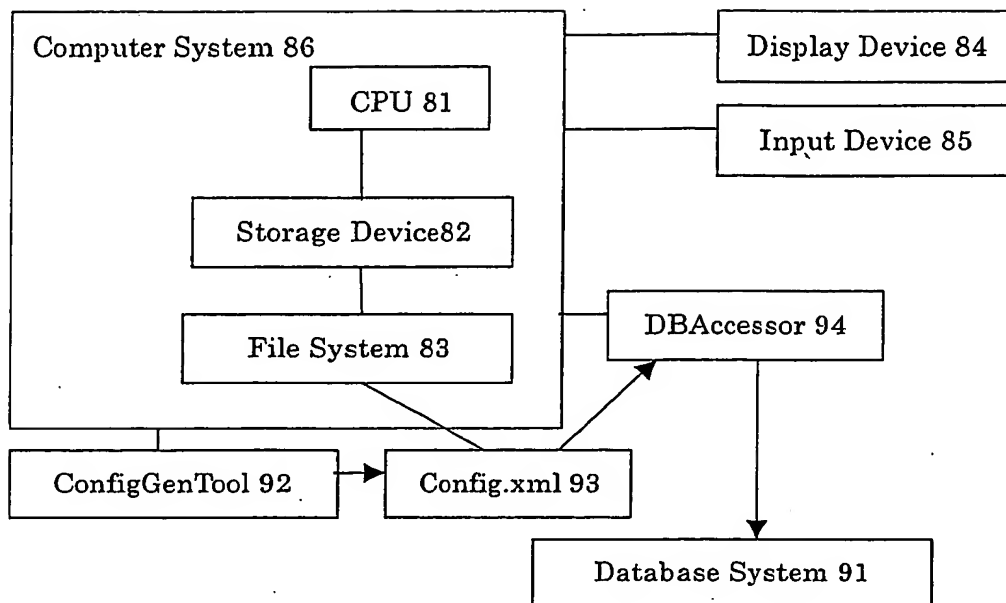 Computer System 86
Display Device 84
CPU 81
Input Device 85
Storage Device82
DBAccessor 94
File System 83
ConfigGenTool 92
Config.xml 93
Database System 91